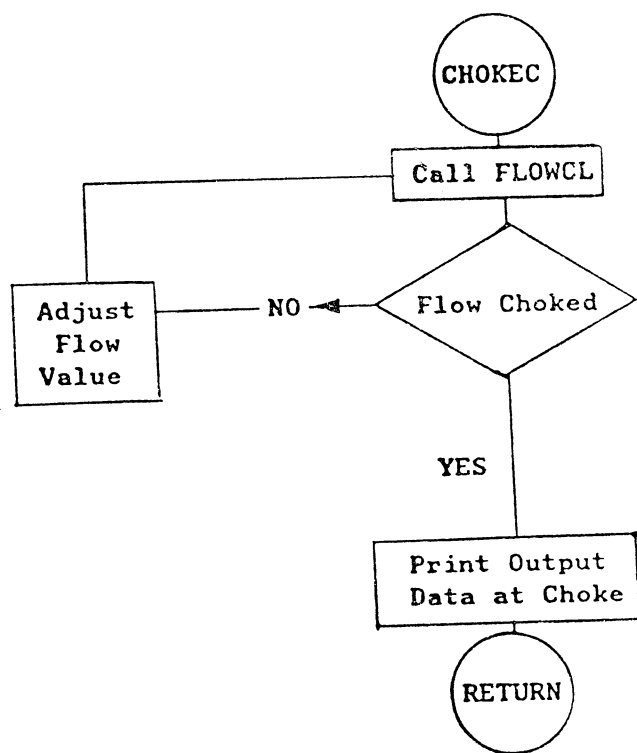 CHOKEC
Call FLOWCL
Flow Choked
NO
Adjust
Flow
Value
YES
Print Output
Data at Choke
RETURN